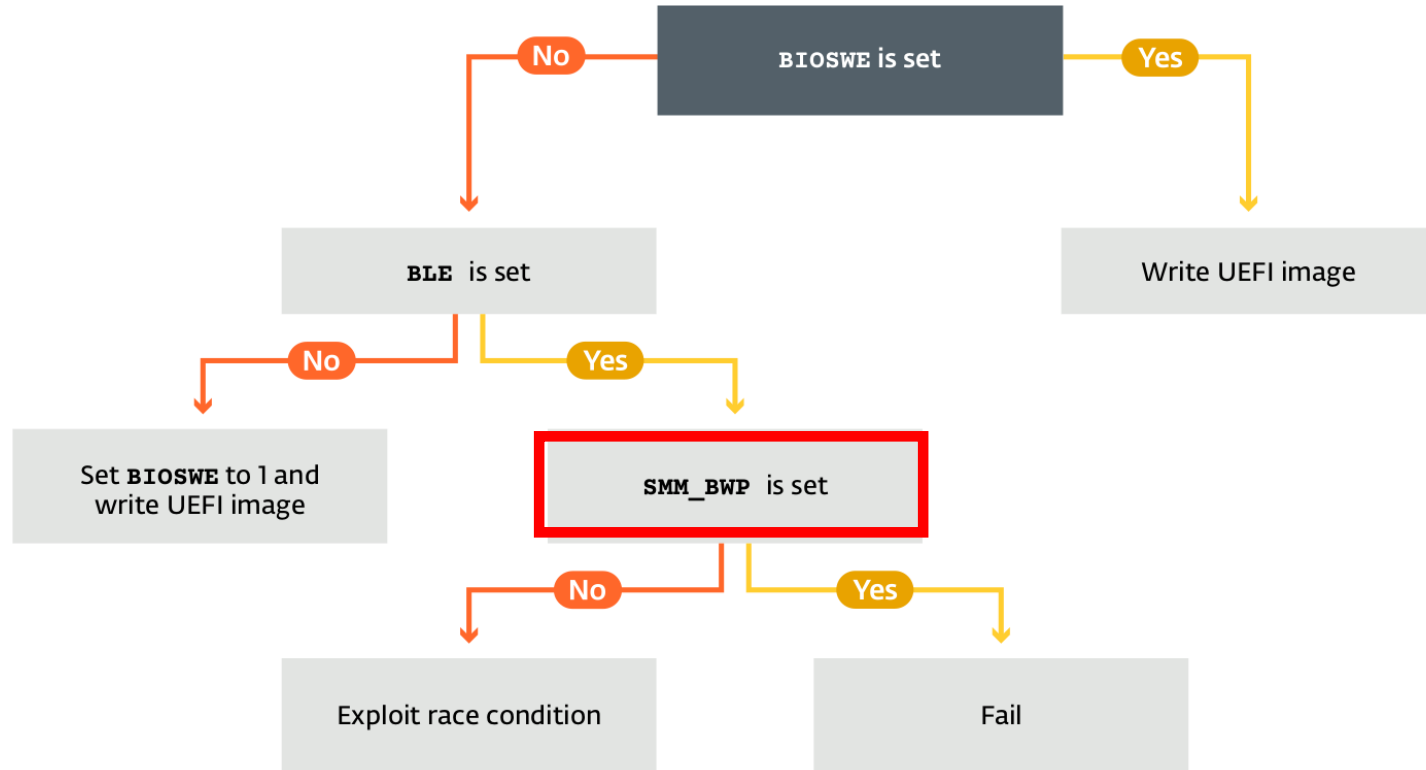 No
BIOSWE is set
Yes
BLE is set
Write UEFI image
No
Yes
Set BIOSWE to 1 and
write UEFI image
SMM_BWP is set
No
Yes
Exploit race condition
Fail